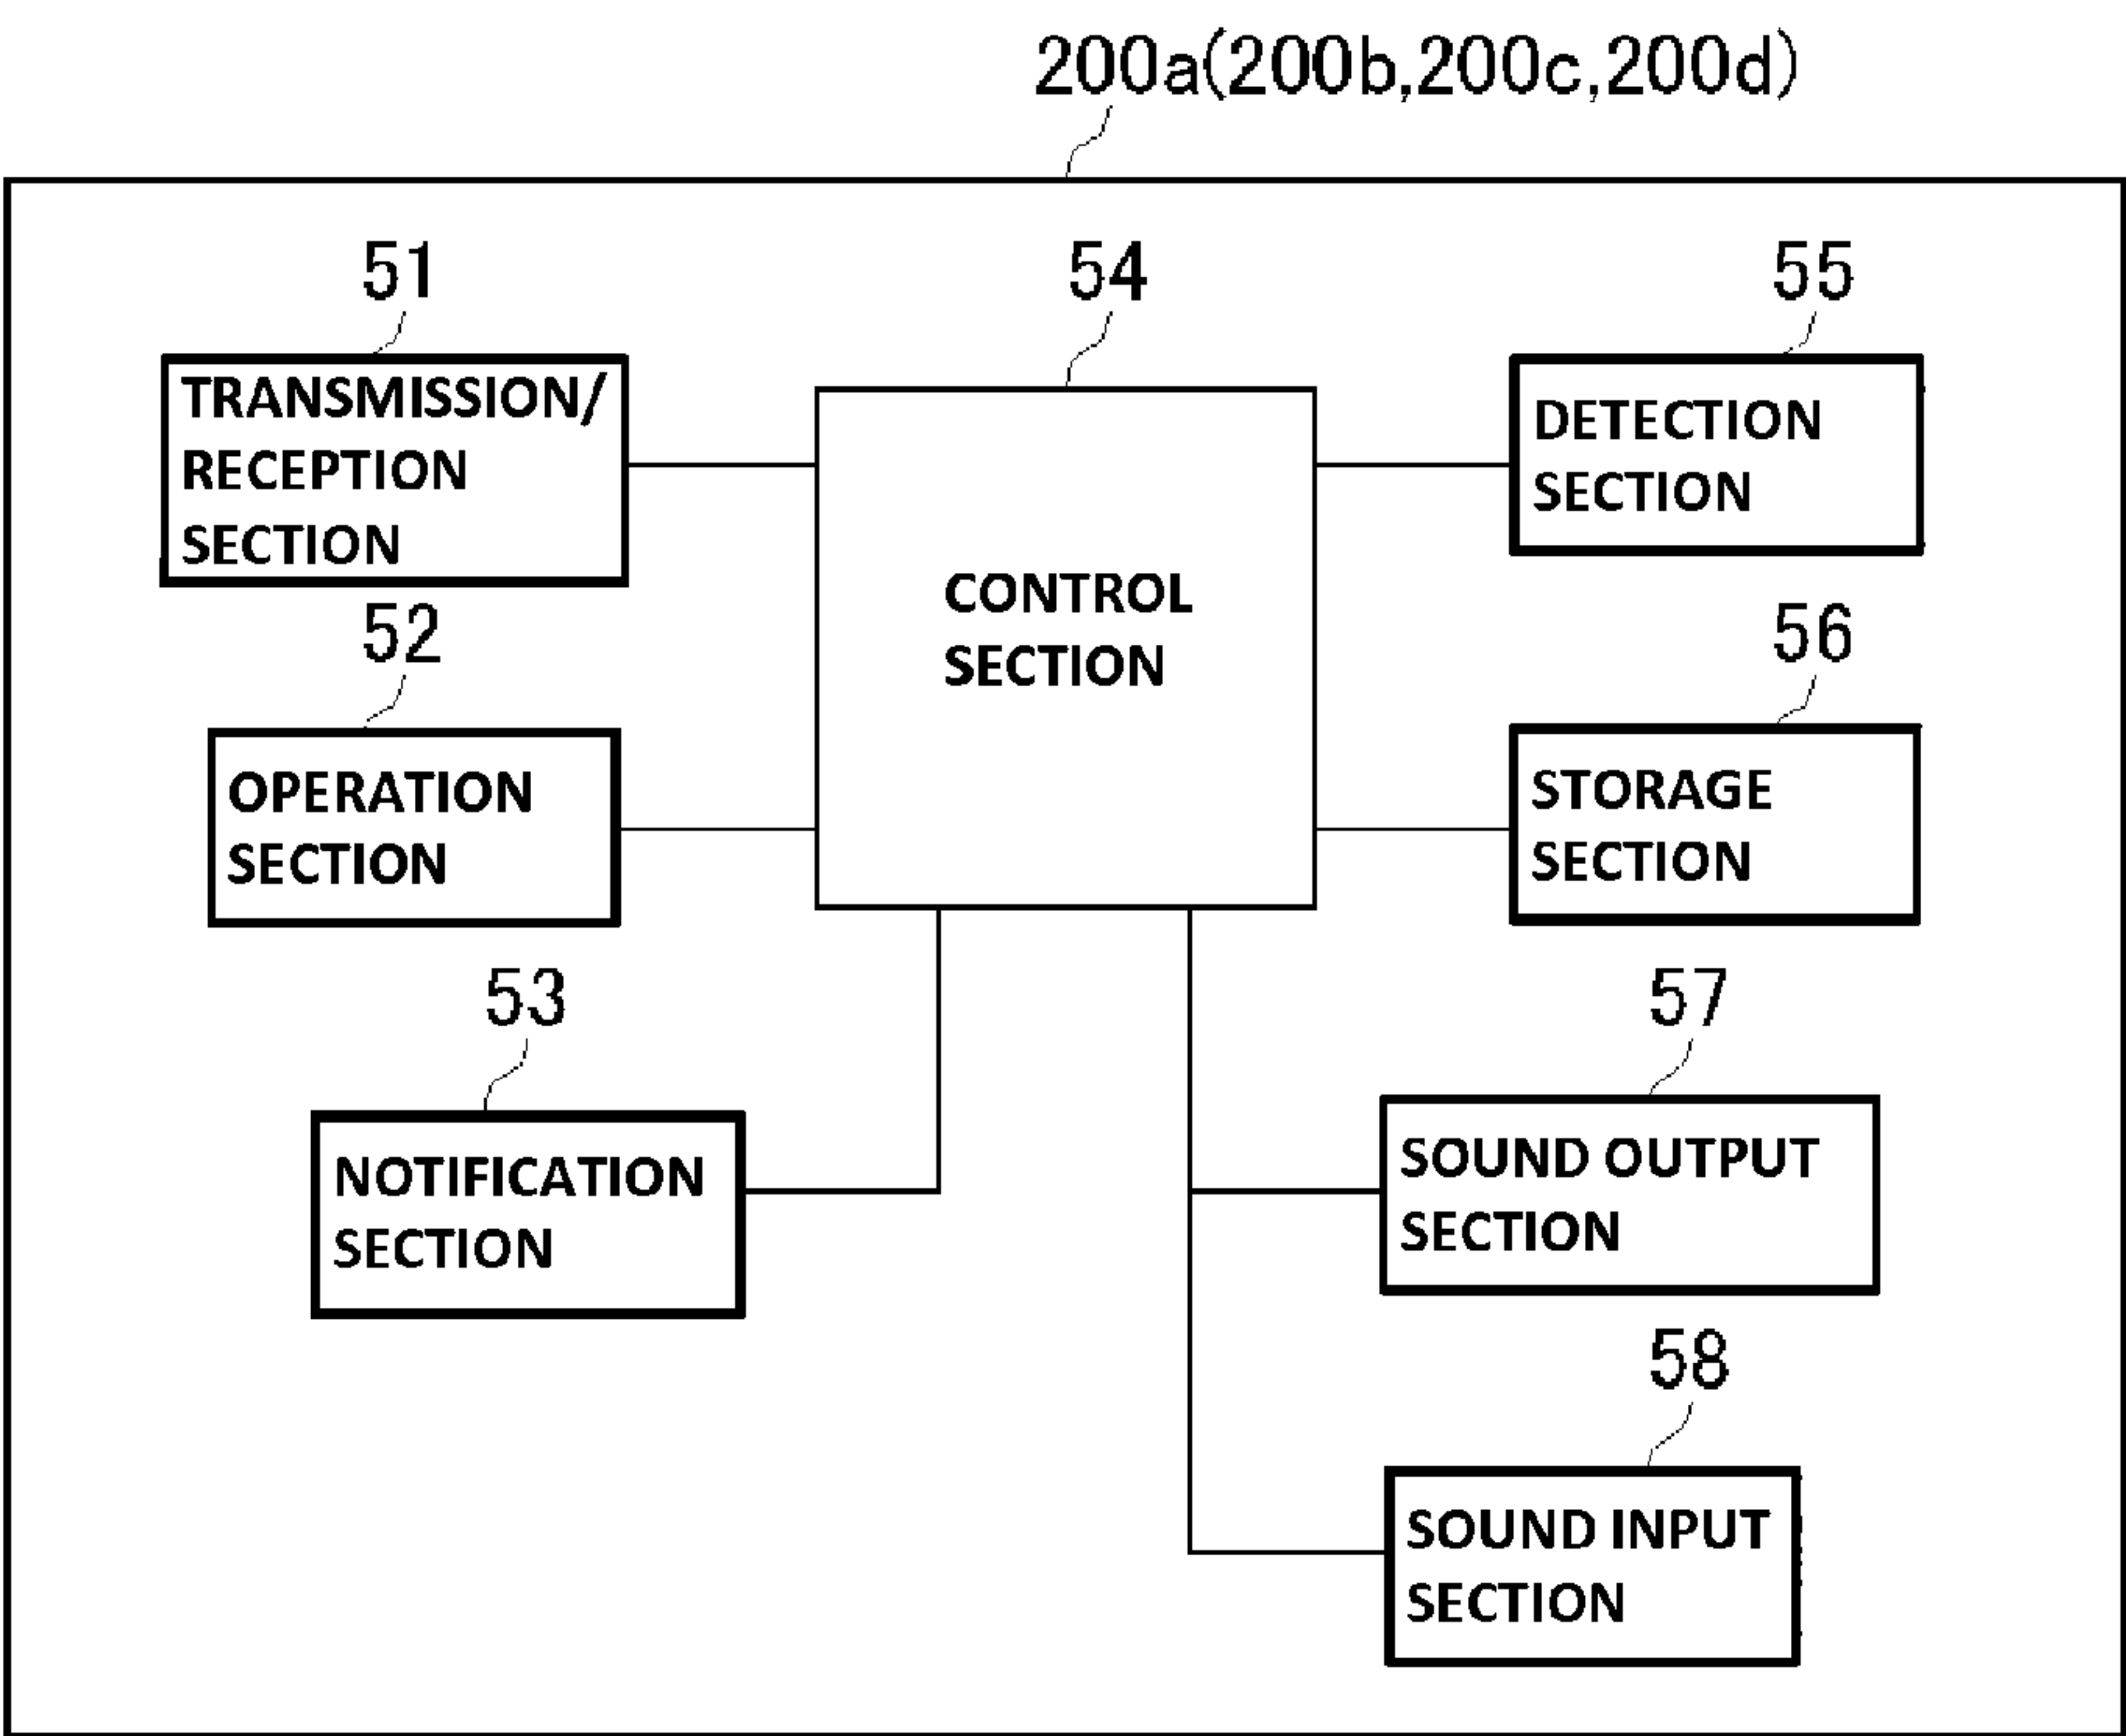 200a(200b,200c,200d)
51
TRANSMISSION/
RECEPTION
SECTION
52
OPERATION
SECTION
53
NOTIFICATION
SECTION
54
CONTROL
SECTION
55
DETECTION
SECTION
56
STORAGE
SECTION
57
SOUND OUTPUT
SECTION
58
SOUND INPUT
SECTION